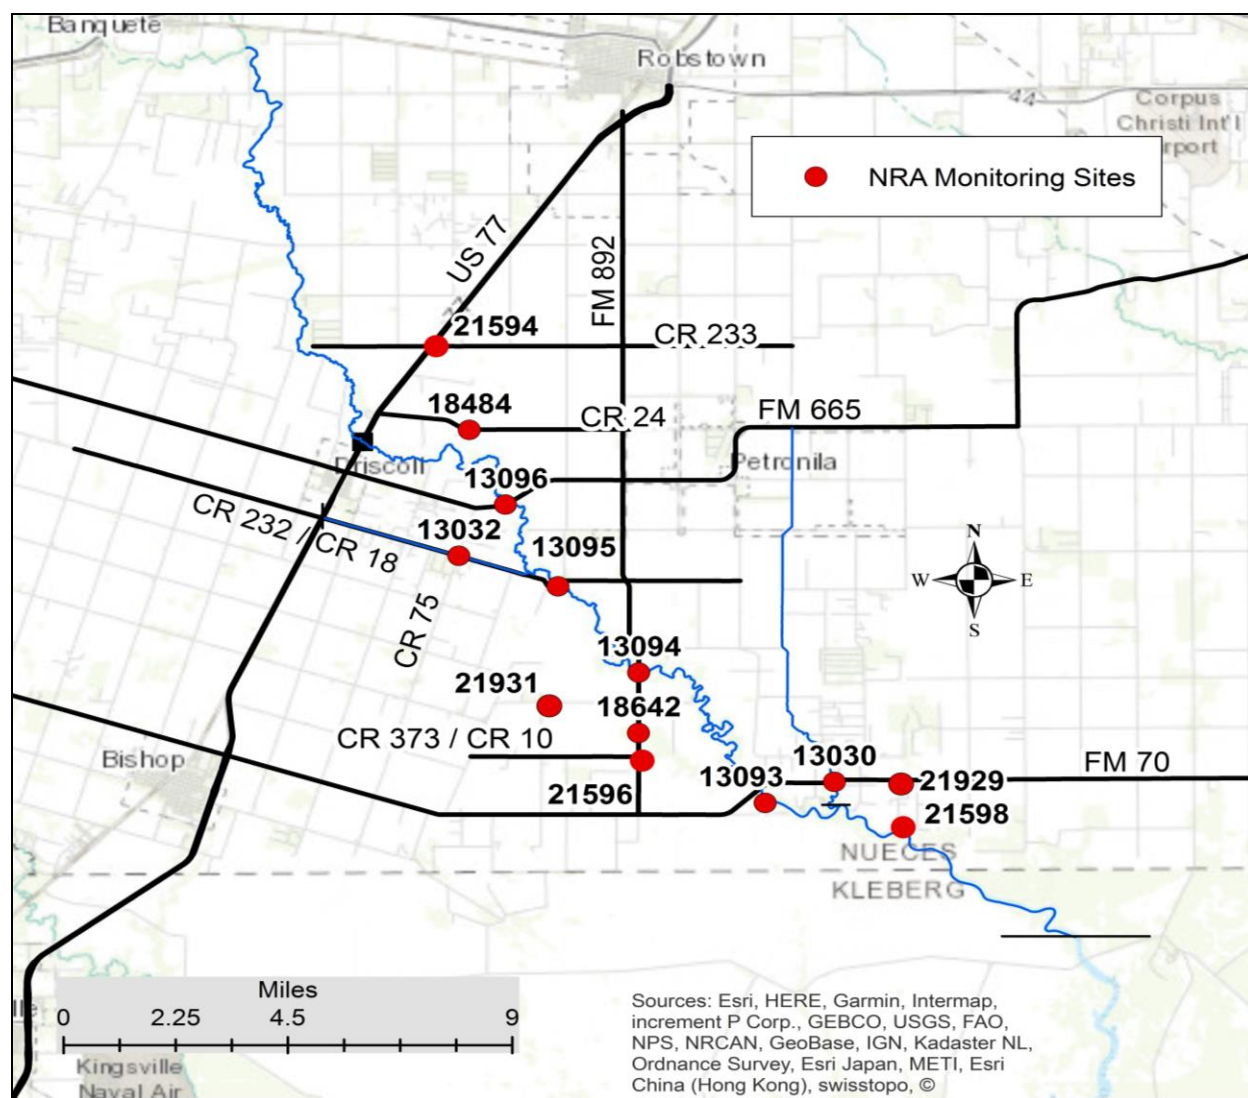 Banquete
Robstown
44
Corpus
Christi Int'l
irport
NRA Monitoring Sites
US 77
77
FM 892
21594
CR 233
18484
CR 24
FM 665
Driscoll
Petronila
13096
CR 232 / CR 18
13032
13095
N
W E
S
CR 75
13094
21931
18642
CR 373 / CR 10
Bishop
13030
FM 70
13093
21929
21596
21598
NUECES
KLEBERG
Miles
0 2.25 4.5 9
Kingsville
Naval Air
Sources: Esri, HERE, Garmin, Intermap,
increment P Corp., GEBCO, USGS, FAO,
NPS, NRCAN, GeoBase, IGN, Kadaster NL,
Ordnance Survey, Esri Japan, METI, Esri
China (Hong Kong), swisstopo, ©